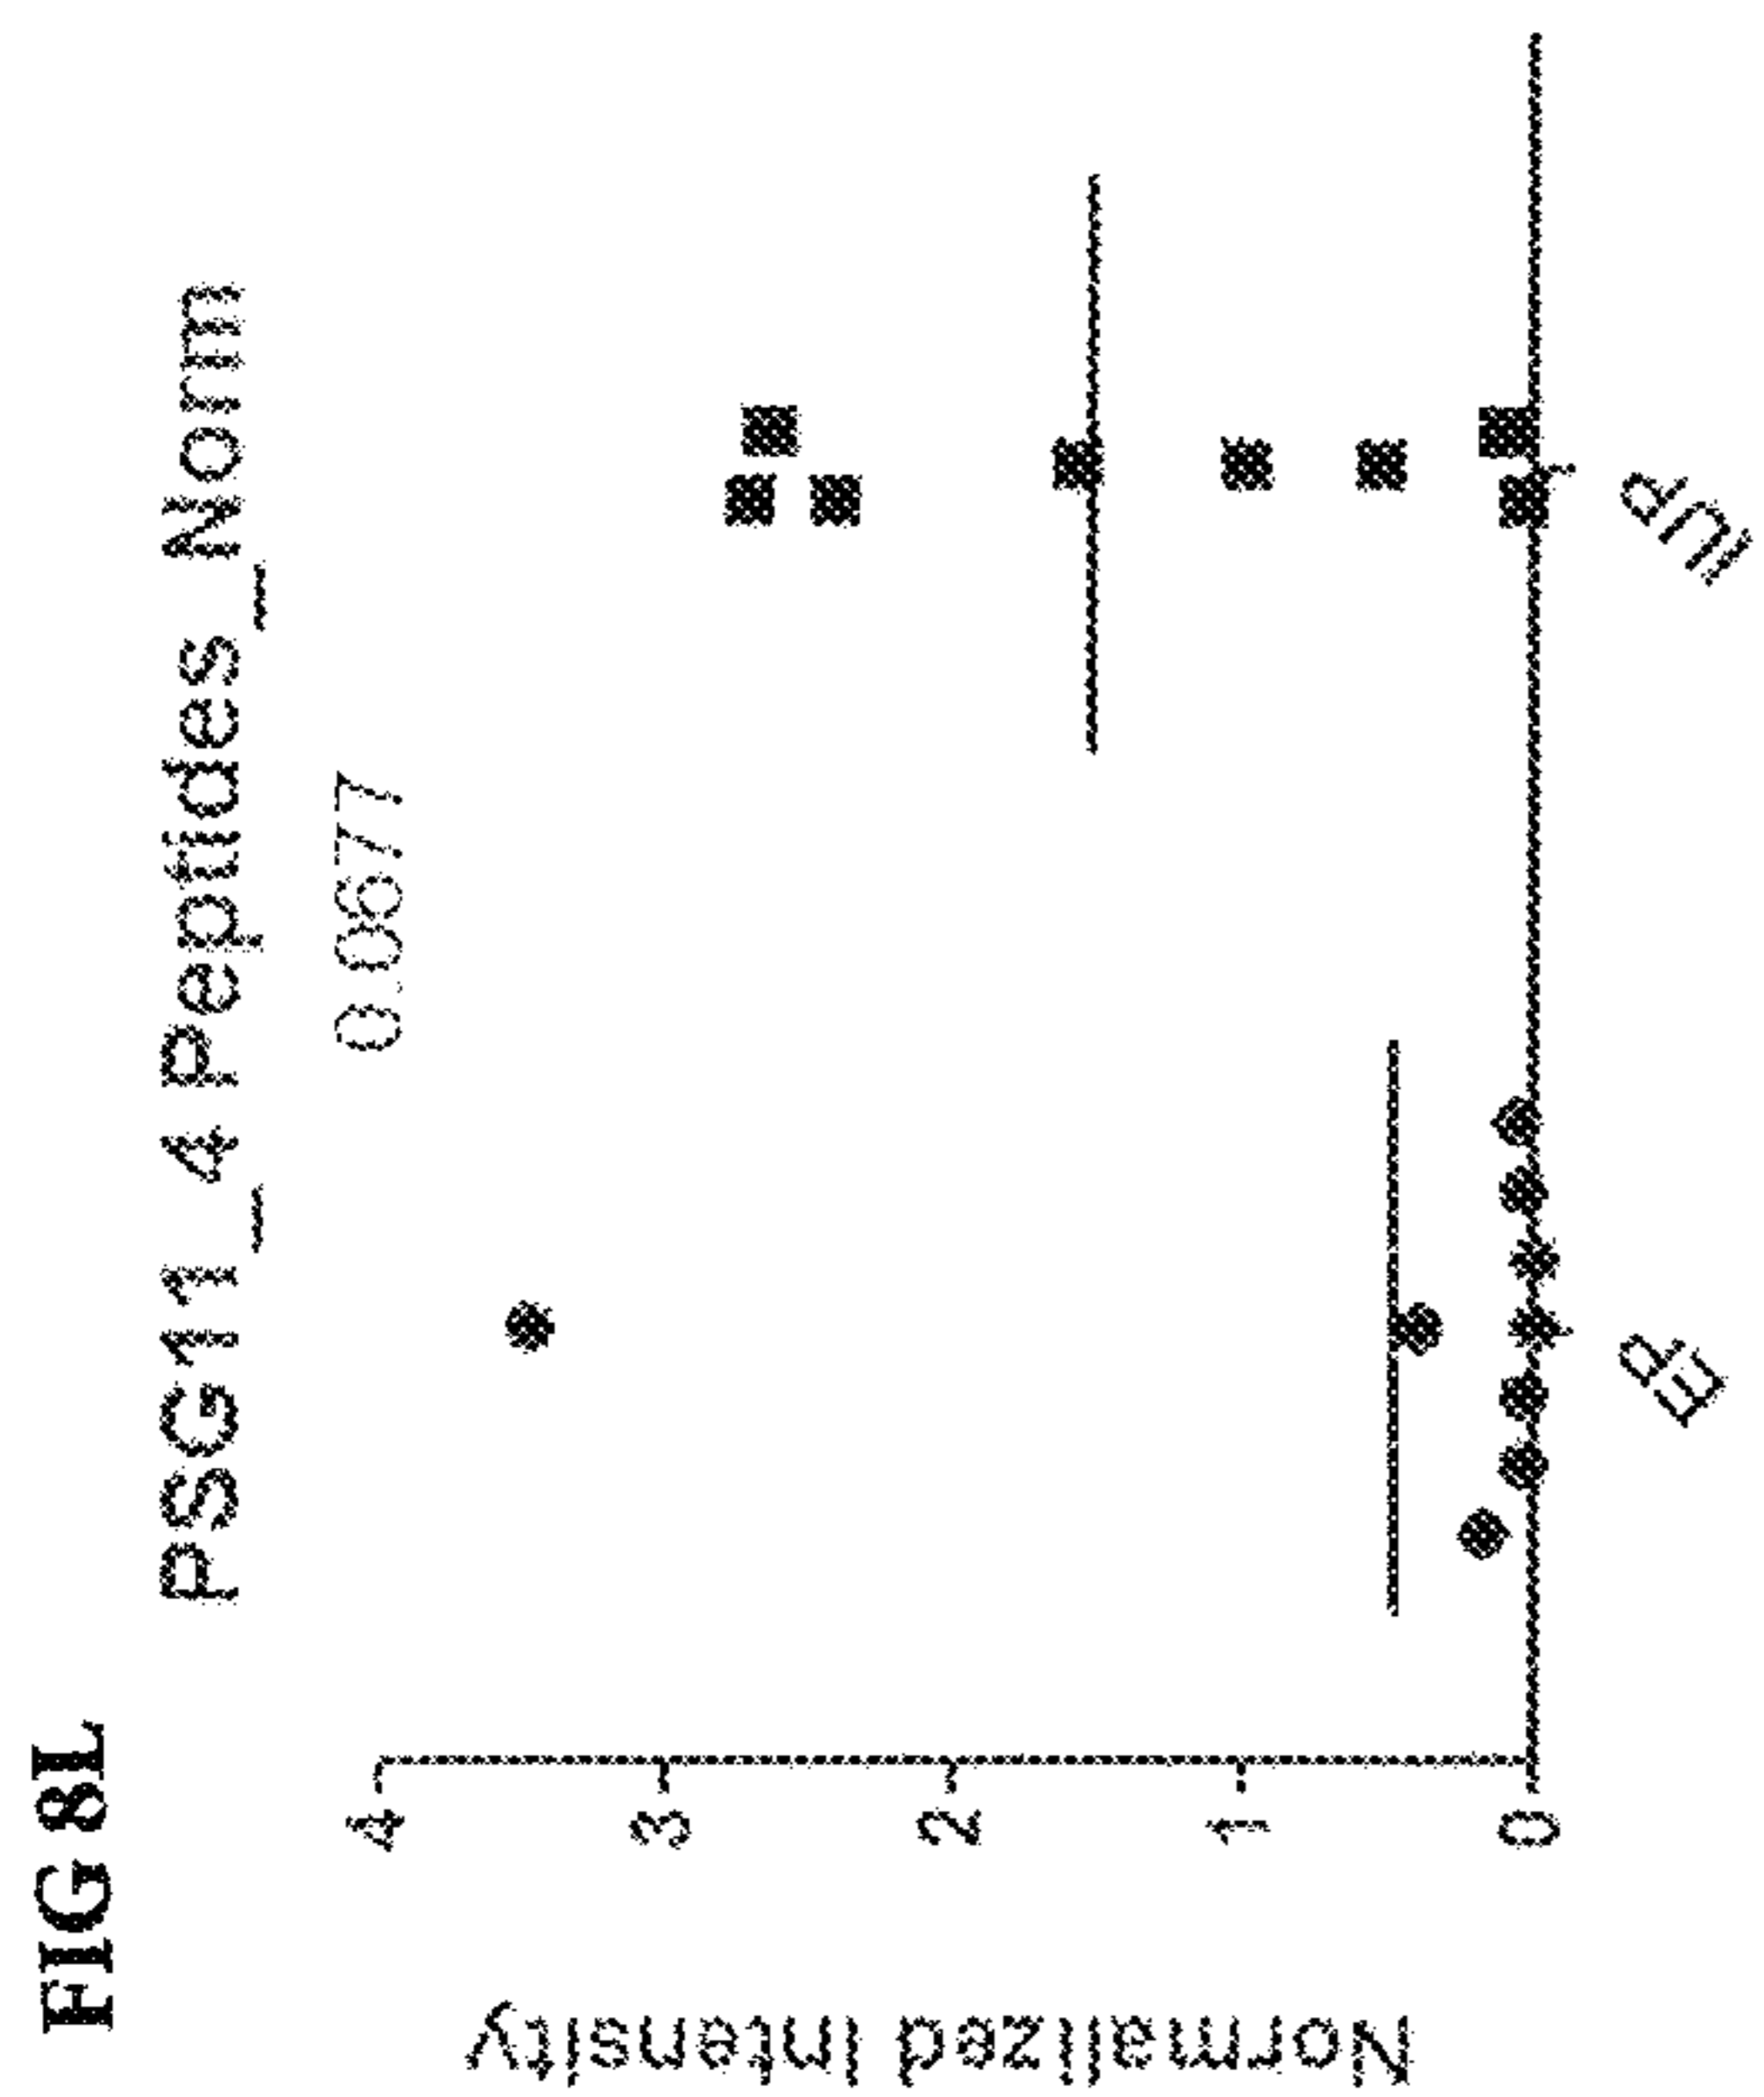 FIG 8L
PSG11_4 Peptides_Norm
0.0677
Normalized Intensity
4
3
2
1
0
EP
IUP